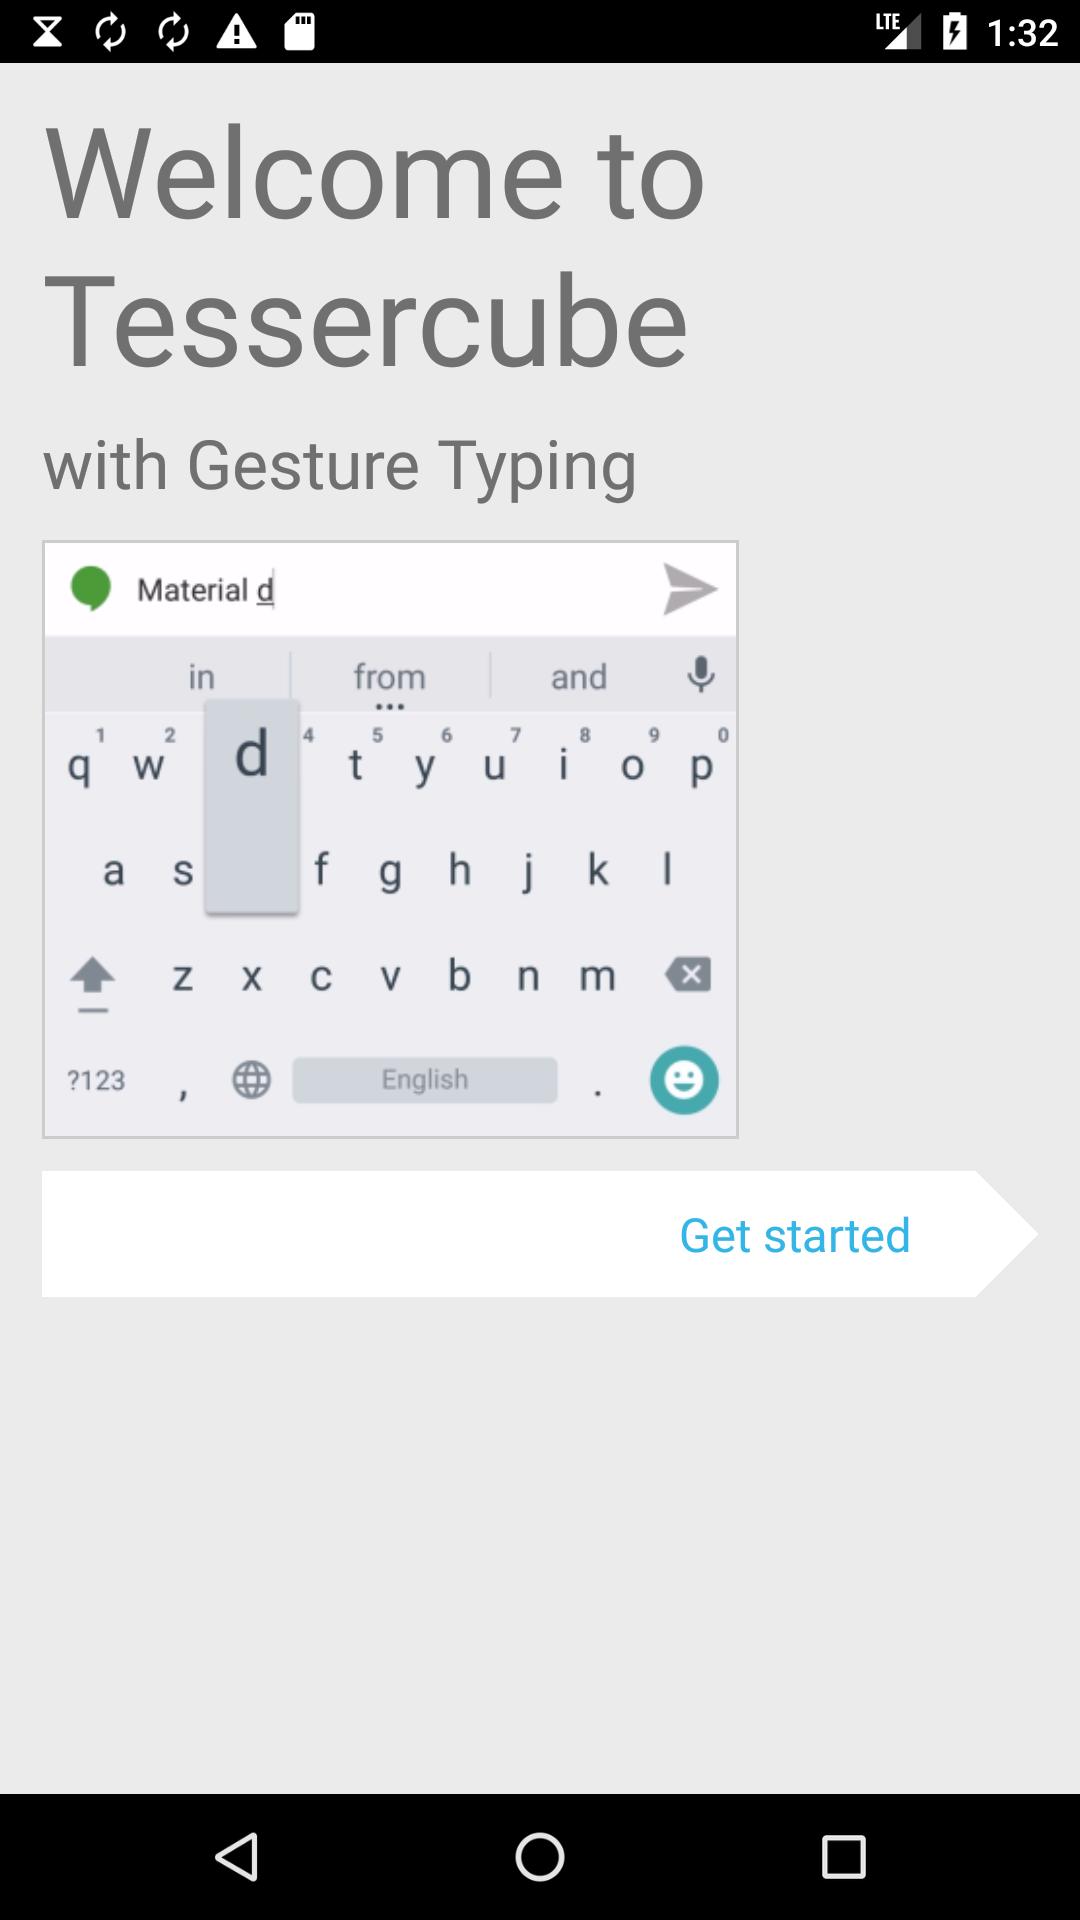 LTE 1:32
Welcome to
Tessercube
with Gesture Typing
Material d
in from and
1 2 4 5 6 7 8 9 0
q w d t y u i o p
a s f g h j k l
z x c v b n m
?123 , English .
Get started